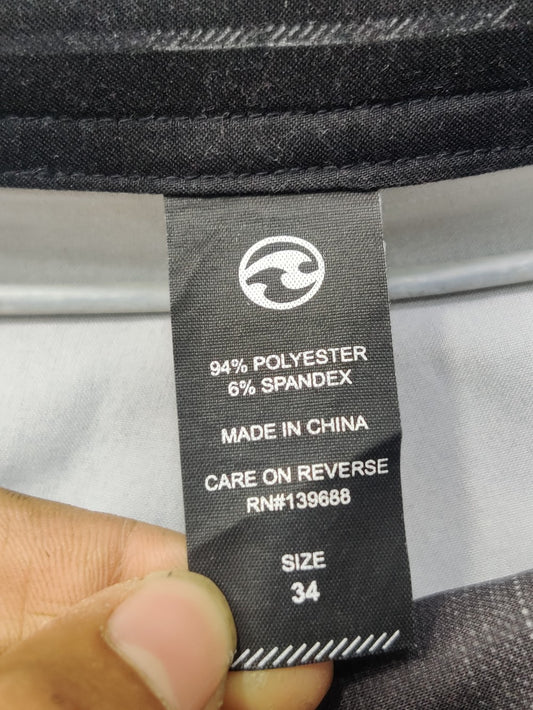 94% POLYESTER
6% SPANDEX
MADE IN CHINA
CARE ON REVERSE
RN#139688
SIZE
34